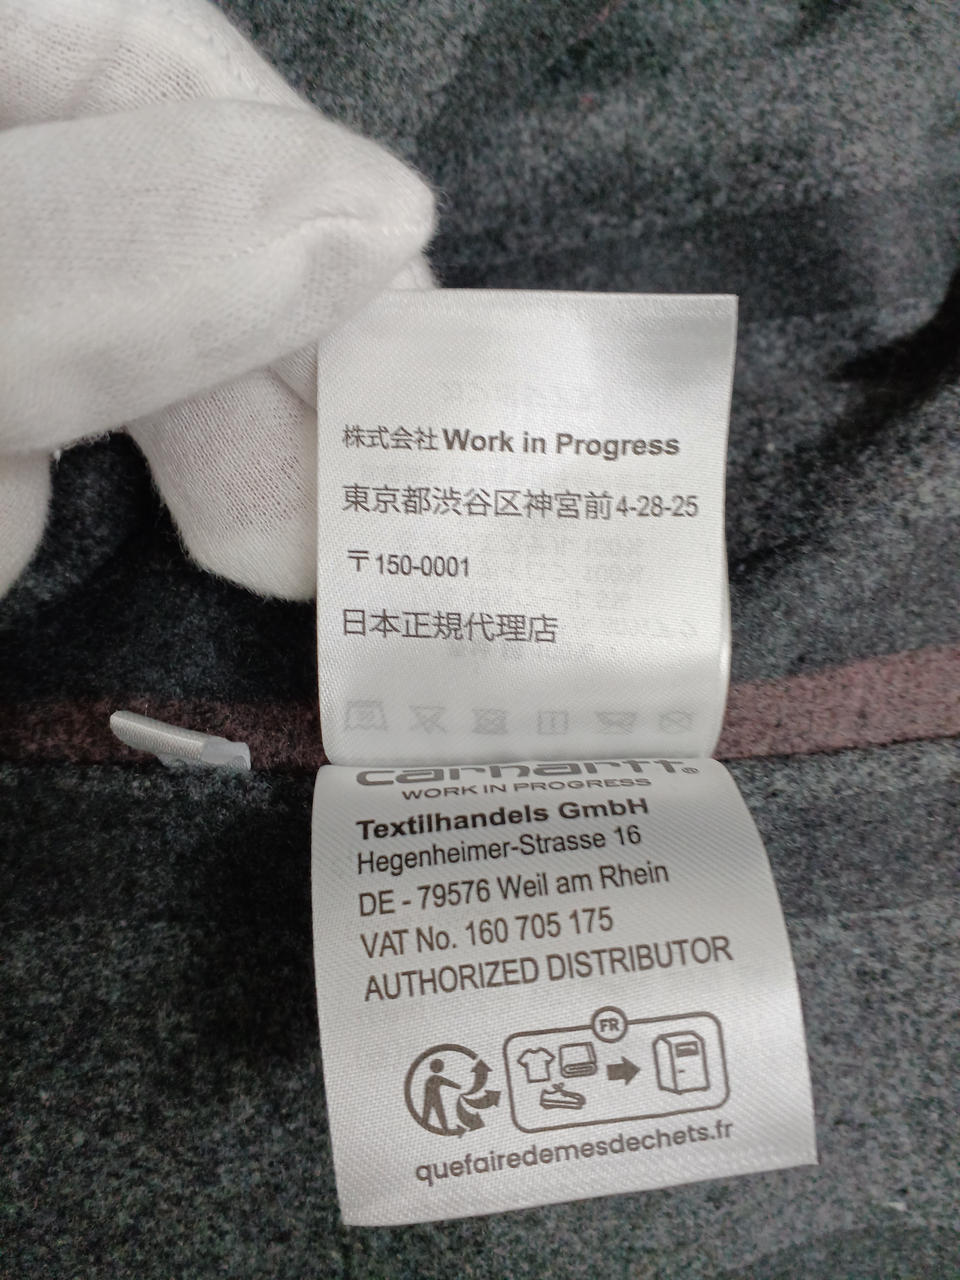 株式会社Work in Progress
東京都渋谷区神宮前4-28-25
〒150-0001
日本正規代理店
carhartt®
WORK IN PROGRESS
Textilhandels GmbH
Hegenheimer-Strasse 16
DE - 79576 Weil am Rhein
VAT No. 160 705 175
AUTHORIZED DISTRIBUTOR
FR
quefairedemesdechets.fr